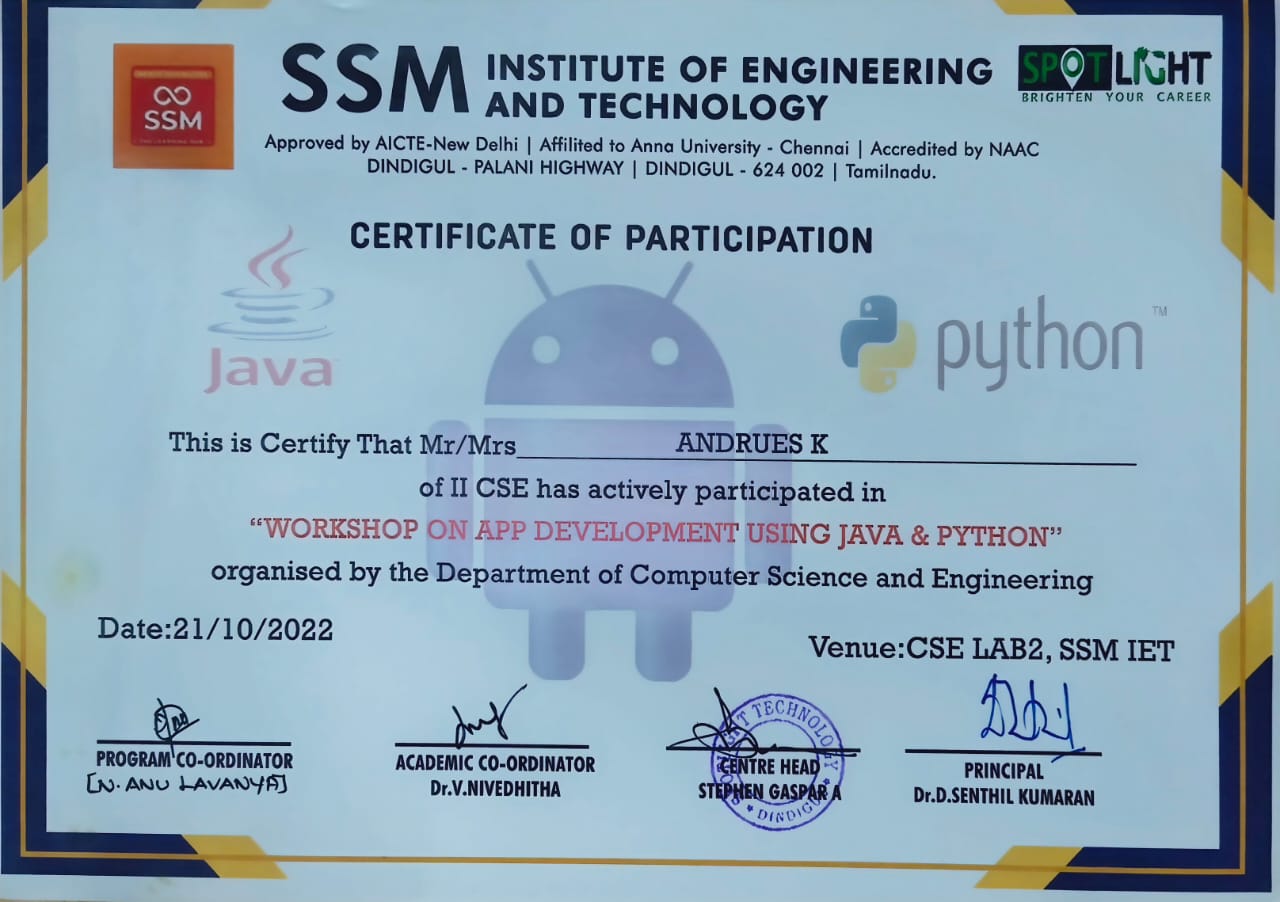 SSM
SSM INSTITUTE OF ENGINEERING
AND TECHNOLOGY
SPOTLIGHT
BRIGHTEN YOUR CAREER
Approved by AICTE-New Delhi | Affilited to Anna University - Chennai | Accredited by NAAC
DINDIGUL - PALANI HIGHWAY | DINDIGUL - 624 002 | Tamilnadu.
CERTIFICATE OF PARTICIPATION
Java
python™
This is Certify That Mr/Mrs ANDRUES K
of II CSE has actively participated in
“WORKSHOP ON APP DEVELOPMENT USING JAVA & PYTHON”
organised by the Department of Computer Science and Engineering
Date:21/10/2022
Venue:CSE LAB2, SSM IET
PROGRAM CO-ORDINATOR
[N. ANU LAVANYA]
ACADEMIC CO-ORDINATOR
Dr.V.NIVEDHITHA
CENTRE HEAD
STEPHEN GASPAR A
TECHNOLOGY
PRINCIPAL
Dr.D.SENTHIL KUMARAN